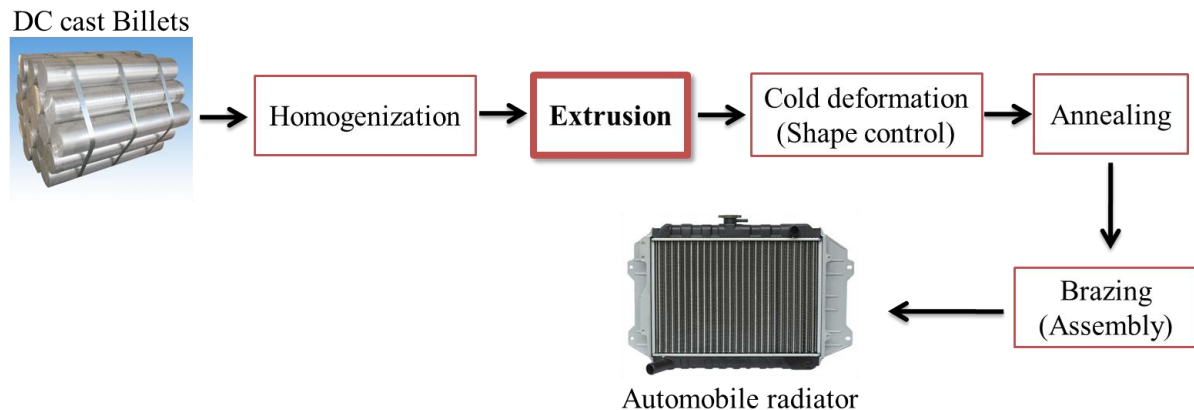 DC cast Billets
Homogenization
Extrusion
Cold deformation
(Shape control)
Annealing
Brazing
(Assembly)
Automobile radiator